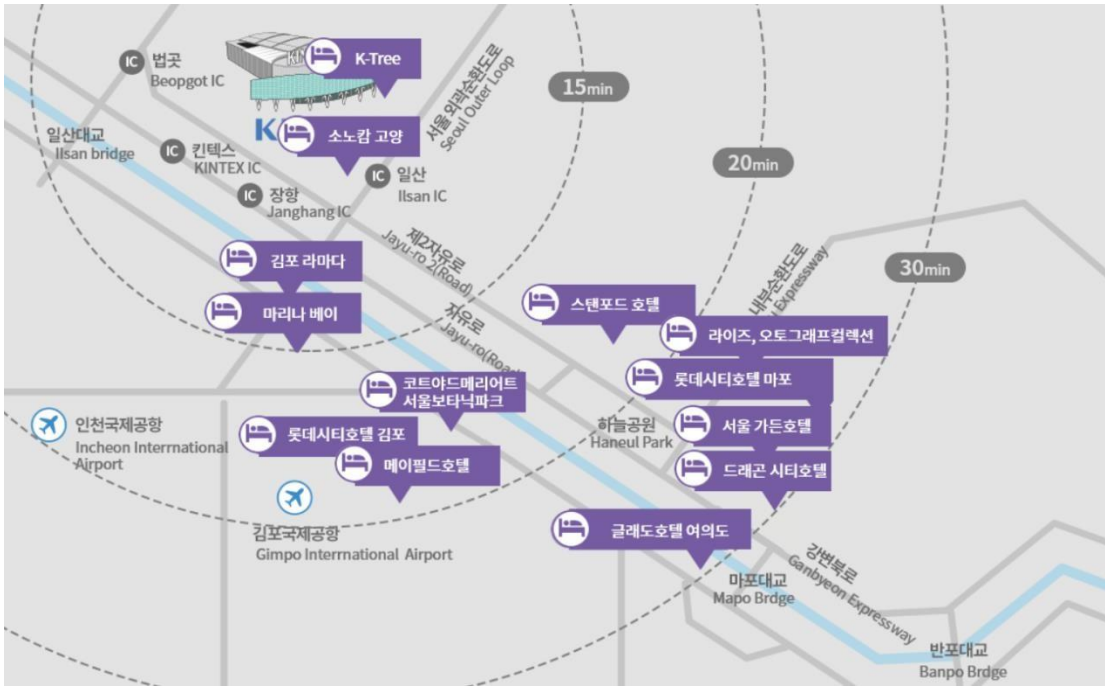 IC
법곳
Beopgot IC
KIN
K-Tree
K
소노캄 고양
서울 외곽순환도로
Seoul Outer Loop
15min
일산대교
Ilsan bridge
IC
킨텍스
KINTEX IC
IC
일산
Ilsan IC
IC
장항
Janghang IC
20min
김포 라마다
제2자유로
Jayu-ro 2(Road)
내부순환도로
Expressway
30min
마리나 베이
자유로
Jayu-ro(Road)
스탠포드 호텔
라이즈, 오토그래프컬렉션
롯데시티호텔 마포
코트야드메리어트
서울보타닉파크
인천국제공항
Incheon Interrnational
Airport
롯데시티호텔 김포
메이필드호텔
하늘공원
Haneul Park
서울 가든호텔
드래곤 시티호텔
김포국제공항
Gimpo Interrnational Airport
글래도호텔 여의도
강변북로
Ganbyeon Expressway
마포대교
Mapo Brdge
반포대교
Banpo Brdge